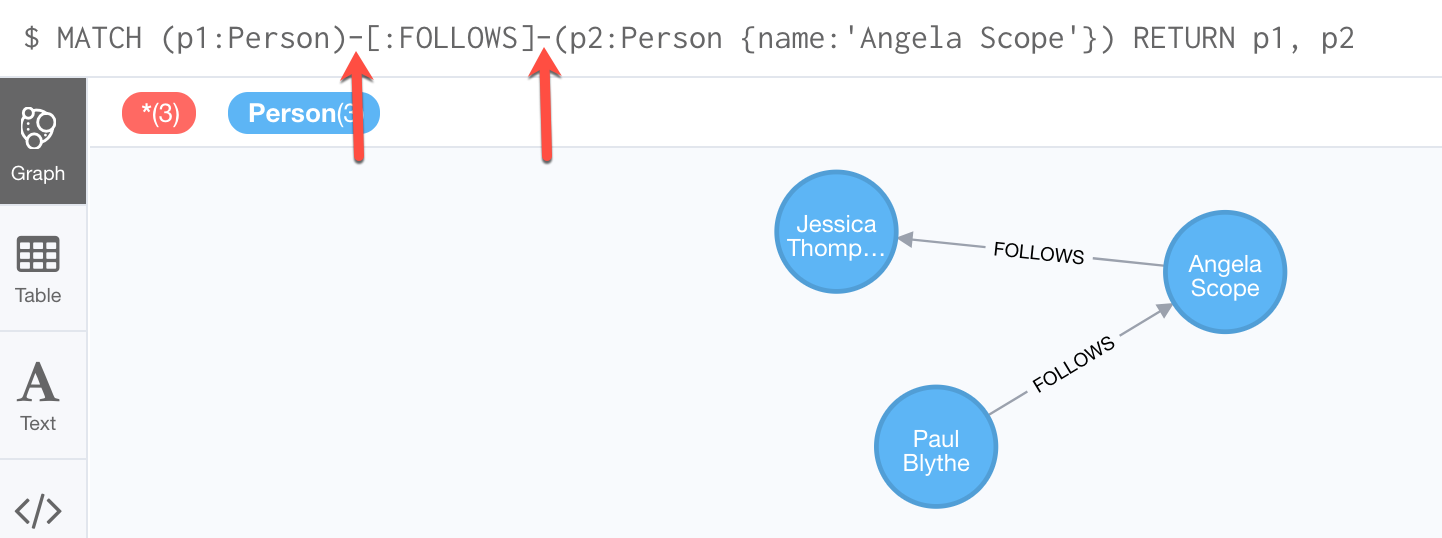 $ MATCH (p1:Person)-[:FOLLOWS]-(p2:Person {name:'Angela Scope'}) RETURN p1, p2
*(3) Person(3
Graph
Table
Text
Jessica
Thomp...
FOLLOWS
Angela
Scope
FOLLOWS
Paul
Blythe